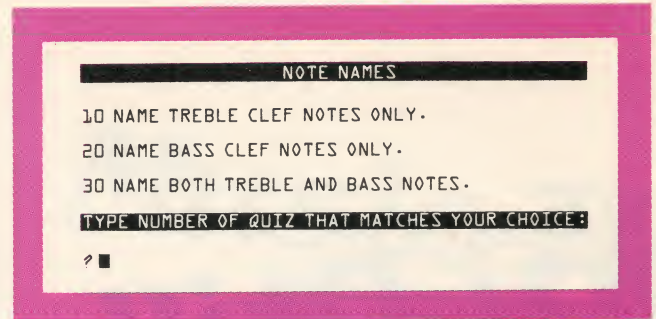 NOTE NAMES
10 NAME TREBLE CLEF NOTES ONLY.
20 NAME BASS CLEF NOTES ONLY.
30 NAME BOTH TREBLE AND BASS NOTES.
TYPE NUMBER OF QUIZ THAT MATCHES YOUR CHOICE:
?